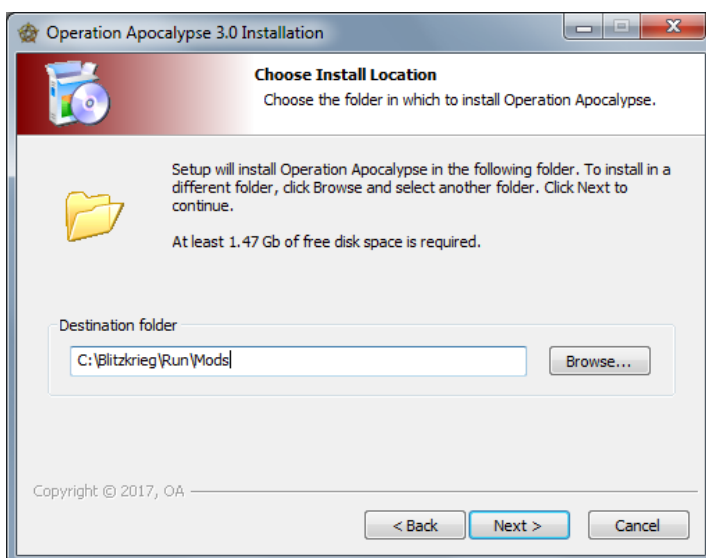 Operation Apocalypse 3.0 Installation
Choose Install Location
Choose the folder in which to install Operation Apocalypse.
Setup will install Operation Apocalypse in the following folder. To install in a
different folder, click Browse and select another folder. Click Next to
continue.
At least 1.47 Gb of free disk space is required.
Destination folder
C:\Blitzkrieg\Run\Mods
Browse...
Copyright © 2017, OA
< Back
Next >
Cancel